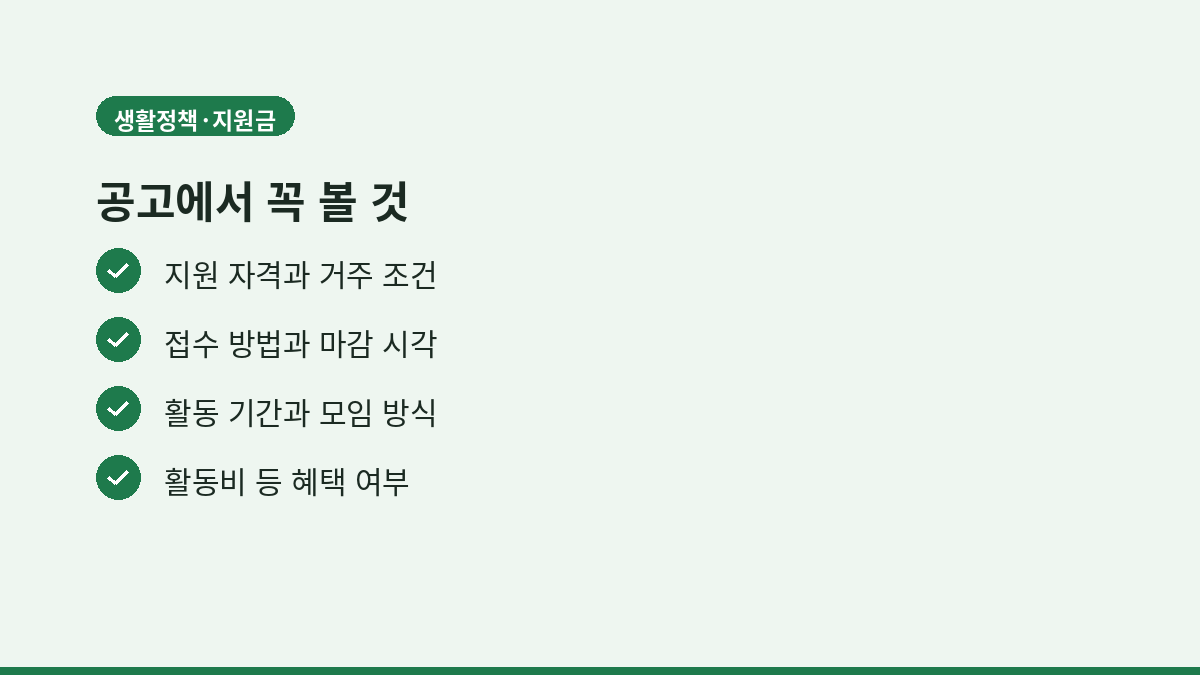 생활정책·지원금
공고에서 꼭 볼 것
지원 자격과 거주 조건
접수 방법과 마감 시각
활동 기간과 모임 방식
활동비 등 혜택 여부